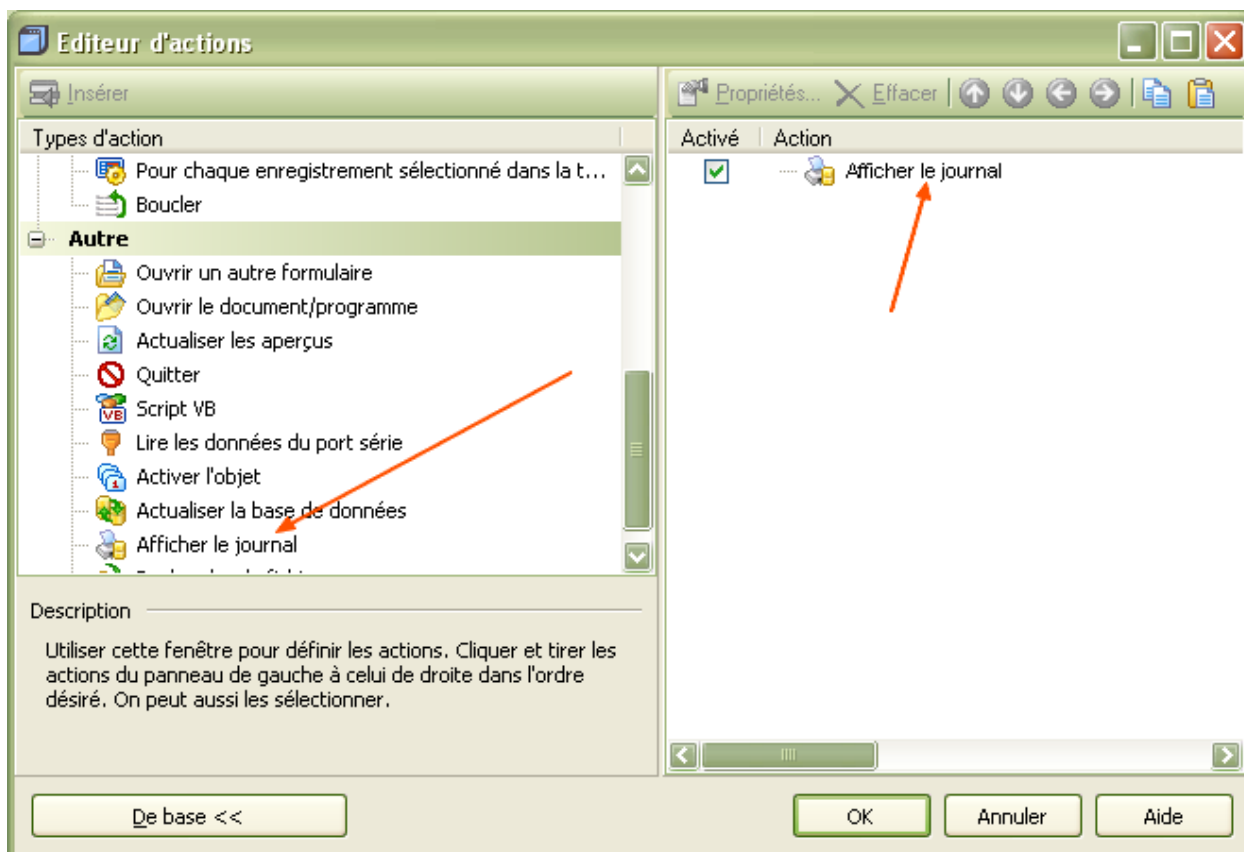 Editeur d'actions
Insérer
Types d'action
Pour chaque enregistrement sélectionné dans la t...
Boucler
Autre
Ouvrir un autre formulaire
Ouvrir le document/programme
Actualiser les aperçus
Quitter
Script VB
Lire les données du port série
Activer l'objet
Actualiser la base de données
Afficher le journal
Description
Utiliser cette fenêtre pour définir les actions. Cliquer et tirer les
actions du panneau de gauche à celui de droite dans l'ordre
désiré. On peut aussi les sélectionner.
Propriétés... Effacer
Activé Action
Afficher le journal
De base <<
OK
Annuler
Aide